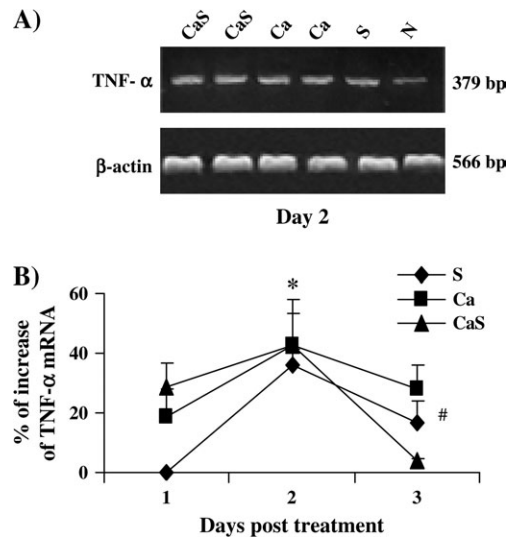 A)
CaS CaS Ca Ca S N
TNF- α 379 bp
β-actin 566 bp
Day 2
B)
S
Ca
CaS
% of increase
of TNF-α mRNA
60
40
20
0
*
#
1 2 3
Days post treatment